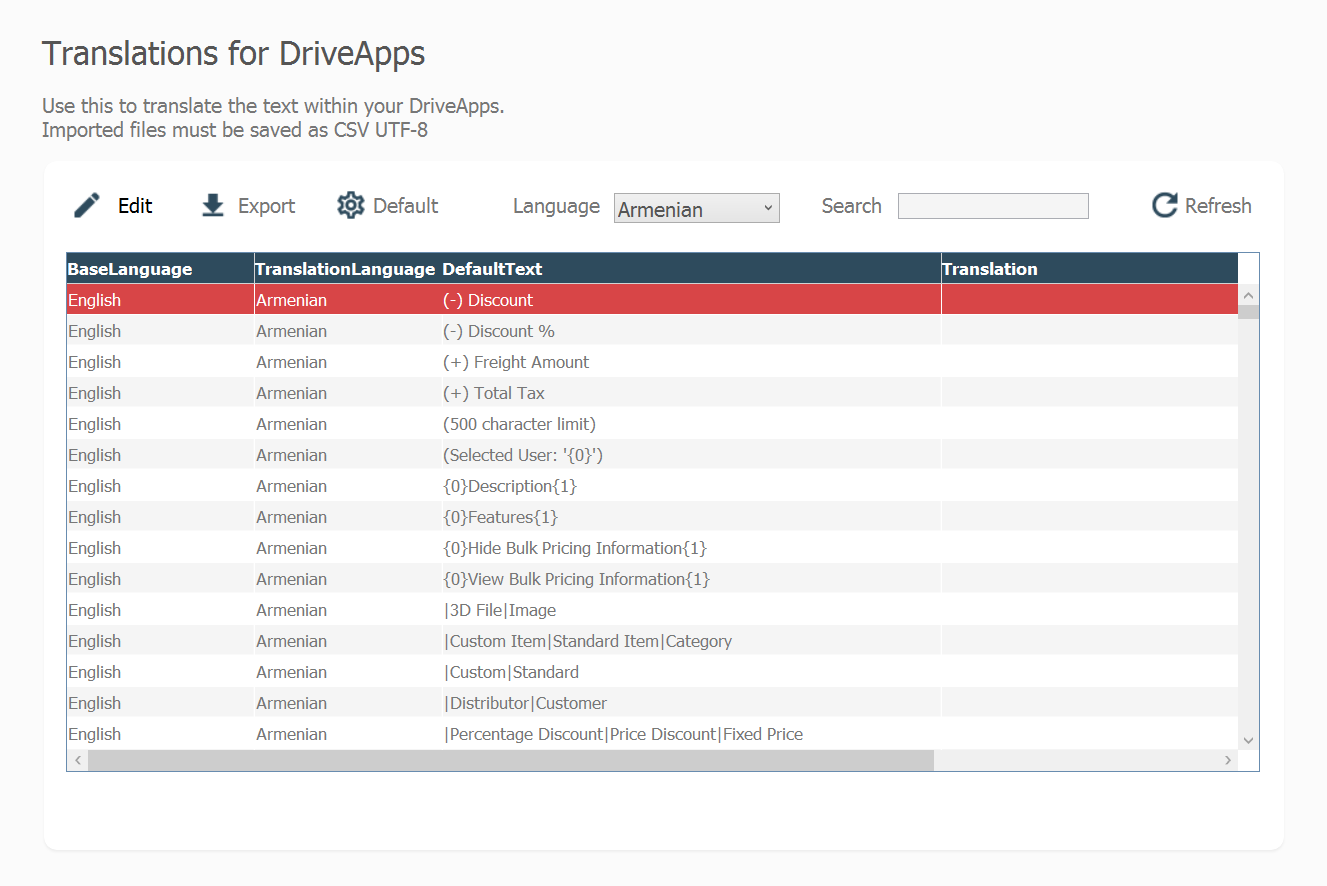 Translations for DriveApps
Use this to translate the text within your DriveApps.
Imported files must be saved as CSV UTF-8
Edit Export Default Language Armenian Search Refresh
BaseLanguage TranslationLanguage DefaultText Translation
English Armenian (-) Discount
English Armenian (-) Discount %
English Armenian (+) Freight Amount
English Armenian (+) Total Tax
English Armenian (500 character limit)
English Armenian (Selected User: '{0}')
English Armenian {0}Description{1}
English Armenian {0}Features{1}
English Armenian {0}Hide Bulk Pricing Information{1}
English Armenian {0}View Bulk Pricing Information{1}
English Armenian |3D File|Image
English Armenian |Custom Item|Standard Item|Category
English Armenian |Custom|Standard
English Armenian |Distributor|Customer
English Armenian |Percentage Discount|Price Discount|Fixed Price